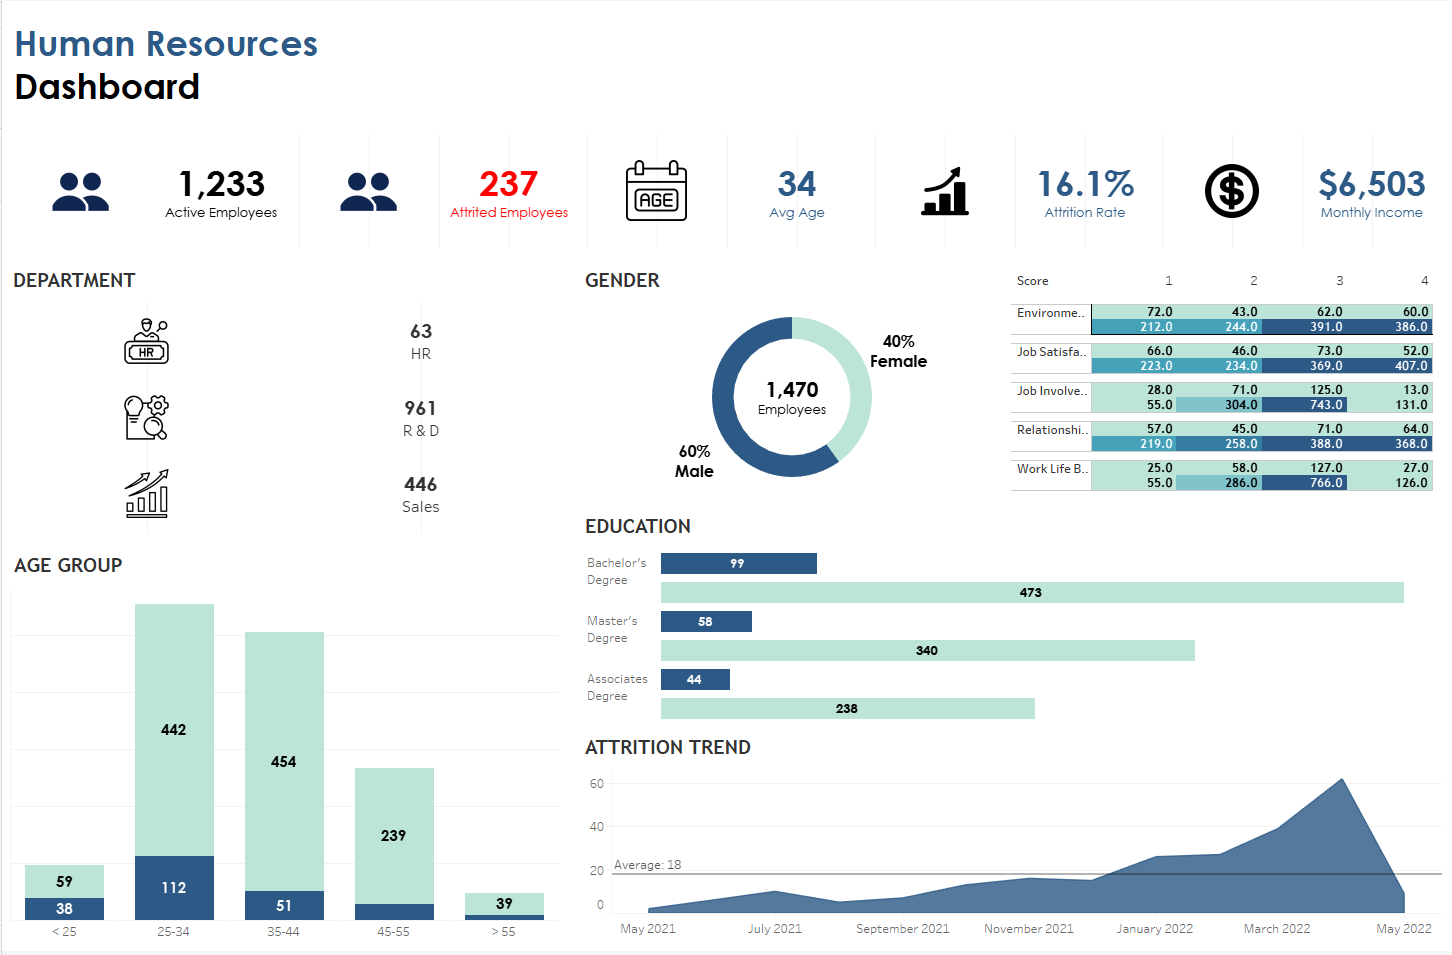 Human Resources
Dashboard
1,233
Active Employees
237
Attrited Employees
AGE
34
Avg Age
16.1%
Attrition Rate
$6,503
Monthly Income
DEPARTMENT
HR
63
HR
961
R & D
446
Sales
GENDER
40%
Female
1,470
Employees
60%
Male
Score 1 2 3 4
Environme.. 72.0 43.0 62.0 60.0
212.0 244.0 391.0 386.0
Job Satisfa.. 66.0 46.0 73.0 52.0
223.0 234.0 369.0 407.0
Job Involve.. 28.0 71.0 125.0 13.0
55.0 304.0 743.0 131.0
Relationshi.. 57.0 45.0 71.0 64.0
219.0 258.0 388.0 368.0
Work Life B.. 25.0 58.0 127.0 27.0
55.0 286.0 766.0 126.0
EDUCATION
Bachelor's
Degree
99
473
Master's
Degree
58
340
Associates
Degree
44
238
AGE GROUP
442
454
239
59
39
112
51
38
< 25 25-34 35-44 45-55 > 55
ATTRITION TREND
60
40
20
0
Average: 18
May 2021 July 2021 September 2021 November 2021 January 2022 March 2022 May 2022